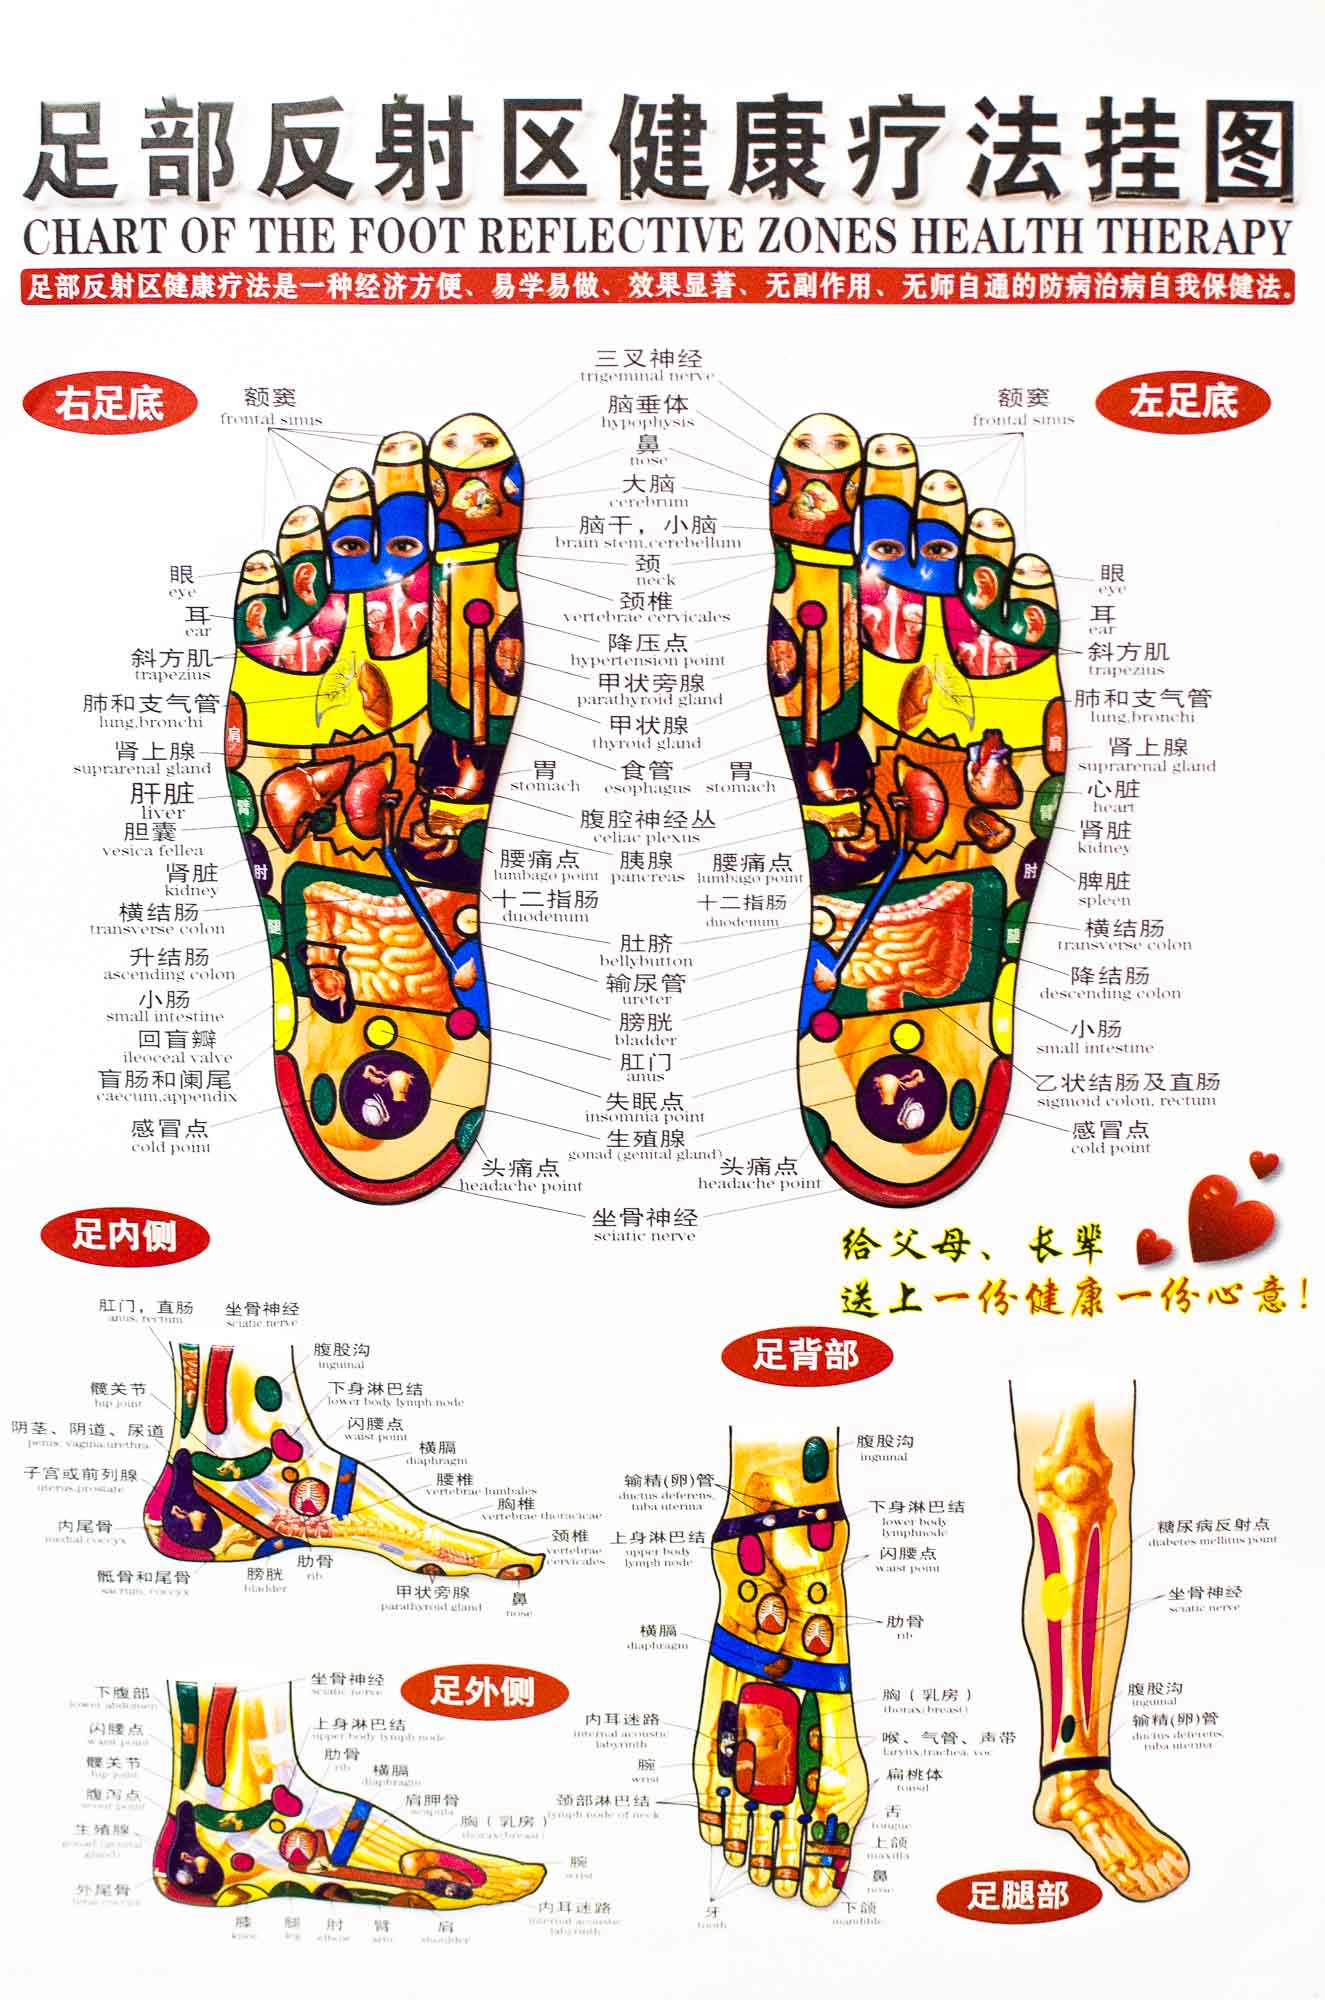 足部反射区健康疗法挂图
CHART OF THE FOOT REFLECTIVE ZONES HEALTH THERAPY
足部反射区健康疗法是一种经济方便、易学易做、效果显著、无副作用、无师自通的防病治病自我保健法。
右足底
左足底
额窦
frontal sinus
眼
eye
耳
ear
斜方肌
trapezius
肺和支气管
lung,bronchi
肾上腺
suprarenal gland
肝脏
liver
胆囊
vesica fellea
肾脏
kidney
横结肠
transverse colon
升结肠
ascending colon
小肠
small intestine
回盲瓣
ileocecal valve
盲肠和阑尾
caecum,appendix
感冒点
cold point
肩
臂
肘
腿
三叉神经
trigeminal nerve
脑垂体
hypophysis
鼻
nose
大脑
cerebrum
脑干，小脑
brain stem,cerebellum
颈
neck
颈椎
vertebrae cervicales
降压点
hypertension point
甲状旁腺
parathyroid gland
甲状腺
thyroid gland
胃
stomach
食管
esophagus
胃
stomach
腹腔神经丛
celiac plexus
腰痛点
lumbago point
胰腺
pancreas
腰痛点
lumbago point
十二指肠
duodenum
十二指肠
duodenum
肚脐
bellybutton
输尿管
ureter
膀胱
bladder
肛门
anus
失眠点
insomnia point
生殖腺
gonad (genital gland)
头痛点
headache point
头痛点
headache point
坐骨神经
sciatic nerve
额窦
frontal sinus
眼
eye
耳
ear
斜方肌
trapezius
肺和支气管
lung,bronchi
肾上腺
suprarenal gland
心脏
heart
肾脏
kidney
脾脏
spleen
横结肠
transverse colon
降结肠
descending colon
小肠
small intestine
乙状结肠及直肠
sigmoid colon, rectum
感冒点
cold point
肩
臂
肘
腿
给父母、长辈
送上一份健康一份心意！
足内侧
肛门，直肠
anus, rectum
坐骨神经
sciatic nerve
腹股沟
inguinal
髋关节
hip joint
下身淋巴结
lower body lymph node
阴茎、阴道、尿道
penis, vagina,urethra
闪腰点
waist point
横膈
diaphragm
子宫或前列腺
uterus,prostate
腰椎
vertebrae lumbales
胸椎
vertebrae thoracicae
内尾骨
medial coccyx
颈椎
vertebrae
cervicales
骶骨和尾骨
sacrum, coccyx
膀胱
bladder
肋骨
rib
甲状旁腺
parathyroid gland
鼻
nose
足外侧
下腹部
lower abdomen
坐骨神经
sciatic nerve
闪腰点
waist point
上身淋巴结
upper body lymph node
肋骨
rib
髋关节
hip joint
横膈
diaphragm
腹泻点
肩胛骨
scapula
生殖腺
gonad (genital
gland)
胸（乳房）
thorax(breast)
外尾骨
腕
wrist
内耳迷路
internal acoustic
labyrinth
膝
knee
腿
leg
肘
elbow
臂
arm
肩
shoulder
足背部
腹股沟
inguinal
输精(卵)管
ductus deferens,
tuba uterina
下身淋巴结
lower body
lymphnode
上身淋巴结
upper body
lymph node
闪腰点
waist point
肋骨
rib
横膈
diaphragm
胸（乳房）
thorax(breast)
内耳迷路
internal acoustic
labyrinth
喉、气管、声带
larynx,trachea, voc
腕
wrist
扁桃体
tonsil
颈部淋巴结
lymph node of neck
舌
tongue
上颌
maxilla
鼻
nose
牙
tooth
下颌
mandible
足腿部
糖尿病反射点
diabetes mellitus point
坐骨神经
sciatic nerve
腹股沟
inguinal
输精(卵)管
ductus deferens,
tuba uterina